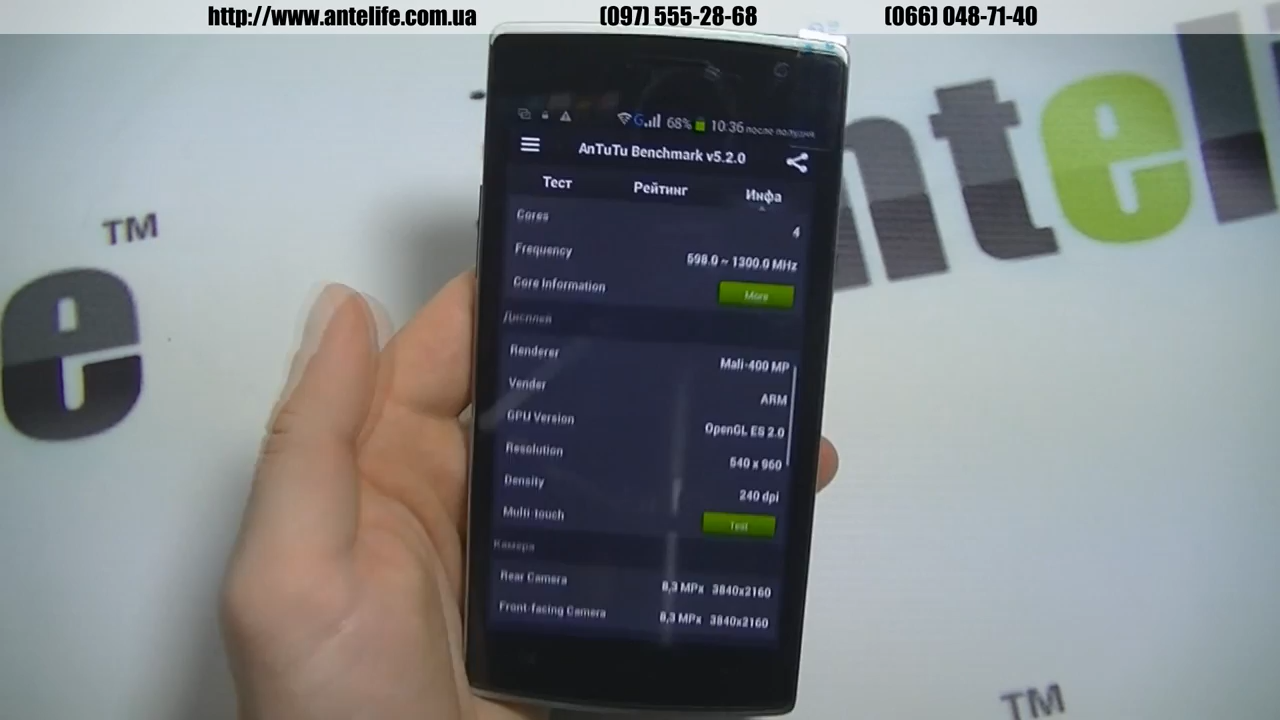 http://www.antelife.com.ua (097) 555-28-68 (066) 048-71-40
68% 10:36 после полудня
AnTuTu Benchmark v5.2.0
Тест Рейтинг Инфа
Cores 4
Frequency 598.0 ~ 1300.0 MHz
Core Information More
Дисплей
Renderer Mali-400 MP
Vender ARM
GPU Version OpenGL ES 2.0
Resolution 540 x 960
Density 240 dpi
Multi-touch Test
Камера
Rear Camera 8,3 MPx 3840x2160
Front-facing Camera 8,3 MPx 3840x2160
TM
e
anteli
TM